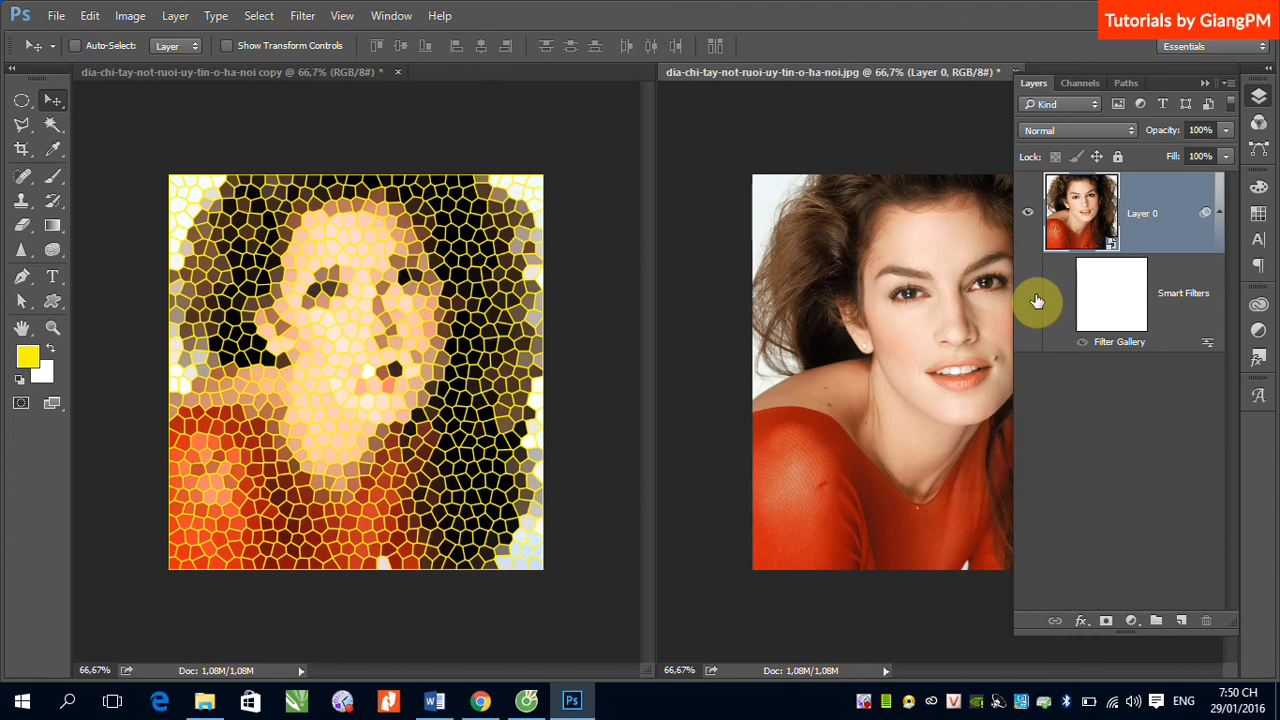 Tutorials by GiangPM
Ps File Edit Image Layer Type Select Filter View Window Help
Auto-Select: Layer Show Transform Controls Essentials
dia-chi-tay-not-ruoi-uy-tin-o-ha-noi copy @ 66,7% (RGB/8#) * ×
dia-chi-tay-not-ruoi-uy-tin-o-ha-noi.jpg @ 66,7% (Layer 0, RGB/8#) *
Layers Channels Paths
Kind
Normal Opacity: 100%
Lock: Fill: 100%
Layer 0
Smart Filters
Filter Gallery
66,67% Doc: 1,08M/1,08M
66,67% Doc: 1,08M/1,08M
ENG
7:50 CH
29/01/2016